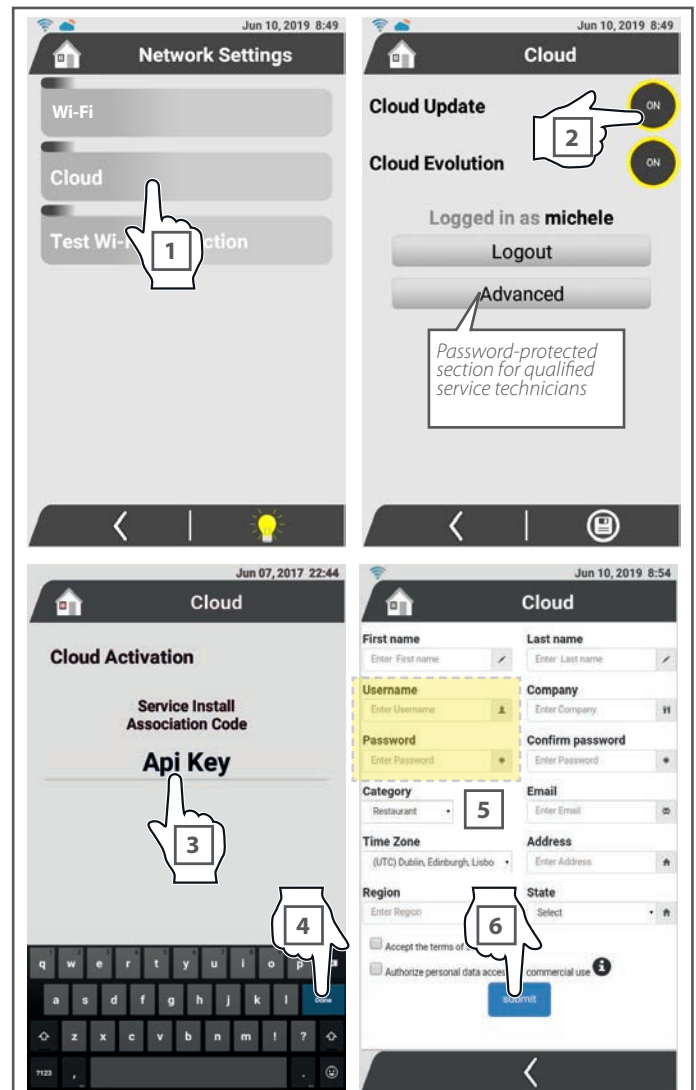 Jun 10, 2019 8:49
Network Settings
Wi-Fi
Cloud
1
Test Wi-
ction
Jun 10, 2019 8:49
Cloud
Cloud Update
ON
2
Cloud Evolution
ON
Logged in as michele
Logout
Advanced
Password-protected
section for qualified
service technicians
Jun 07, 2017 22:44
Cloud
Cloud Activation
Service Install
Association Code
Api Key
3
4
q w e r t y u i o p
a s d f g h j k l Done
z x c v b n m ! ?
?123 , .
Jun 10, 2019 8:54
Cloud
First name Last name
Enter First name Enter Last name
Username Company
Enter Username Enter Company
Password Confirm password
Enter Password Enter Password
Category Email
Restaurant Enter Email
5
Time Zone Address
(UTC) Dublin, Edinburgh, Lisbo Enter Address
Region State
Enter Region Select
6
Accept the terms of
Authorize personal data acces commercial use
submit